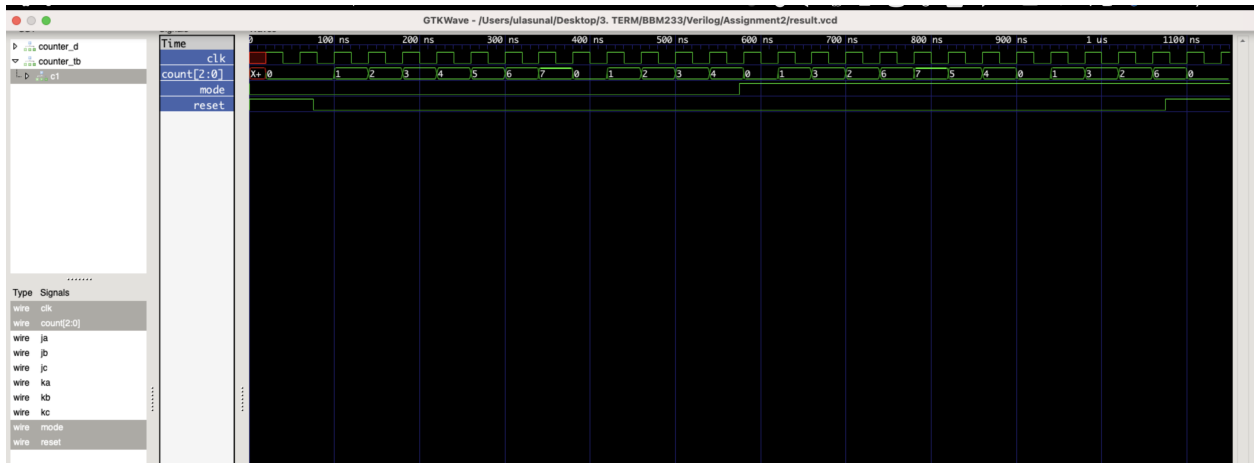 GTKWave - /Users/ulasunal/Desktop/3. TERM/BBM233/Verilog/Assignment2/result.vcd
counter_d
counter_tb
c1
Time
0 100 ns 200 ns 300 ns 400 ns 500 ns 600 ns 700 ns 800 ns 900 ns 1 us 1100 ns
clk
count[2:0]
X+ 0 1 2 3 4 5 6 7 0 1 2 3 4 0 1 3 2 6 7 5 4 0 1 3 2 6 0
mode
reset
Type Signals
wire clk
wire count[2:0]
wire ja
wire jb
wire jc
wire ka
wire kb
wire kc
wire mode
wire reset